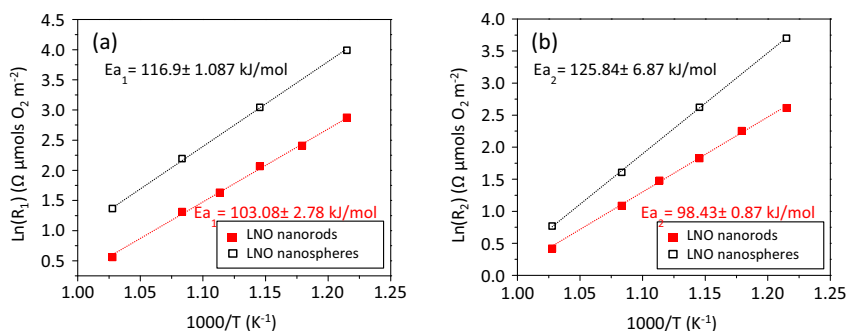 (a)
Ea1= 116.9± 1.087 kJ/mol
Ea1= 103.08± 2.78 kJ/mol
LNO nanorods
LNO nanospheres
Ln(R1) (Ω μmols O2 m-2)
4.5
4.0
3.5
3.0
2.5
2.0
1.5
1.0
0.5
1.00 1.05 1.10 1.15 1.20 1.25
1000/T (K-1)
(b)
Ea2= 125.84± 6.87 kJ/mol
Ea2= 98.43± 0.87 kJ/mol
LNO nanorods
LNO nanospheres
Ln(R2) (Ω μmols O2 m-2)
4.0
3.5
3.0
2.5
2.0
1.5
1.0
0.5
0.0
1.00 1.05 1.10 1.15 1.20 1.25
1000/T (K-1)